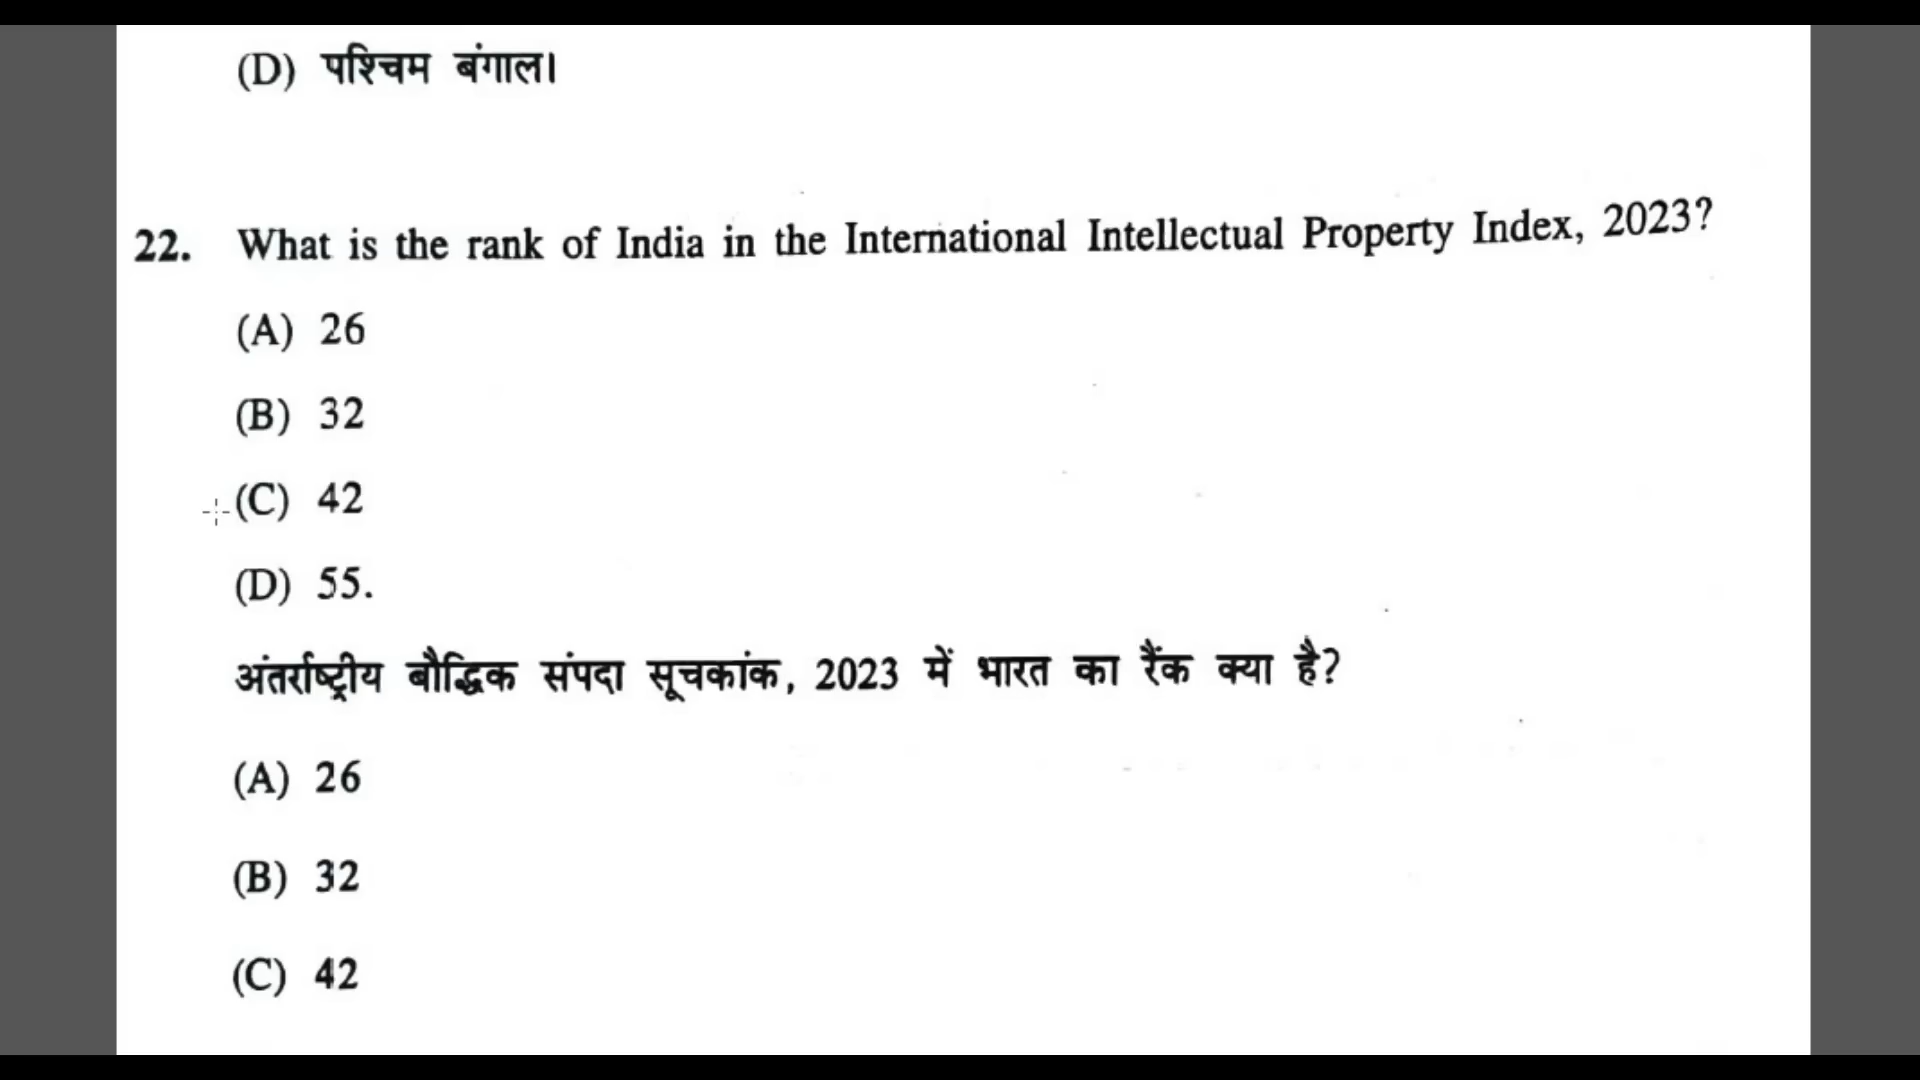 (D) पश्चिम बंगाल।
22. What is the rank of India in the International Intellectual Property Index, 2023?
(A) 26
(B) 32
(C) 42
(D) 55.
अंतर्राष्ट्रीय बौद्धिक संपदा सूचकांक, 2023 में भारत का रैंक क्या है?
(A) 26
(B) 32
(C) 42